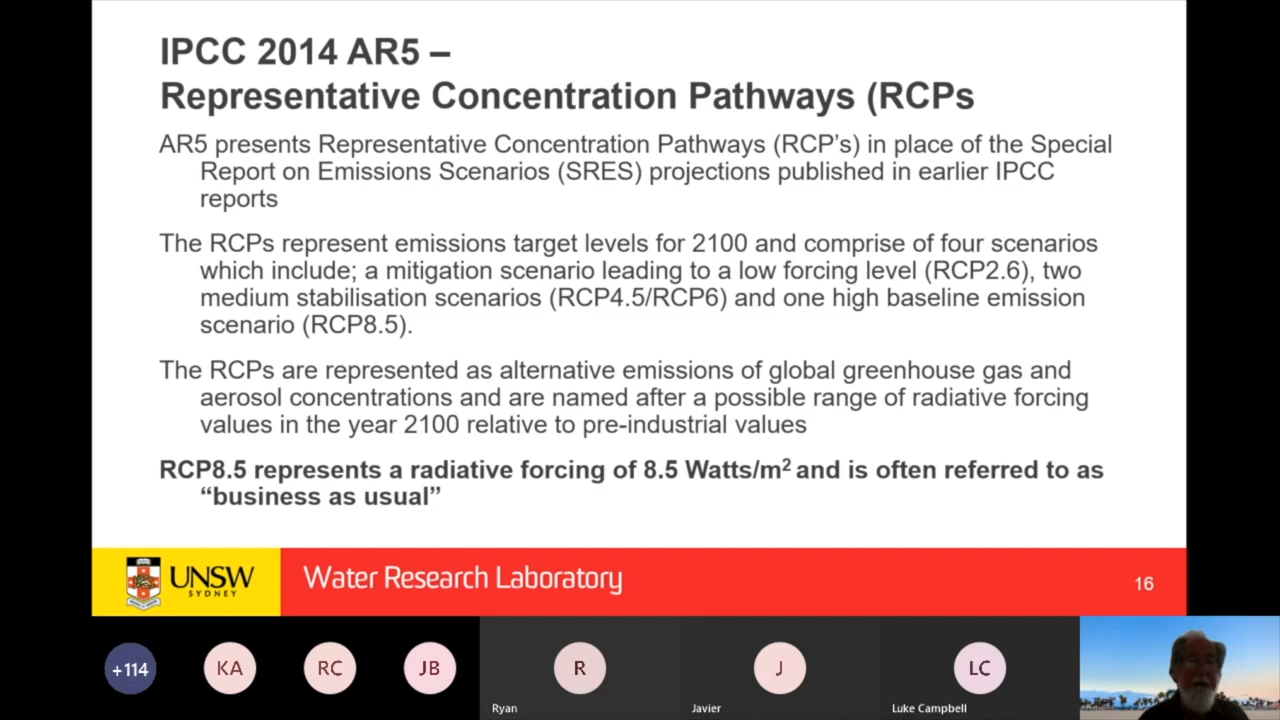 IPCC 2014 AR5 –
Representative Concentration Pathways (RCPs
AR5 presents Representative Concentration Pathways (RCP’s) in place of the Special
Report on Emissions Scenarios (SRES) projections published in earlier IPCC
reports
The RCPs represent emissions target levels for 2100 and comprise of four scenarios
which include; a mitigation scenario leading to a low forcing level (RCP2.6), two
medium stabilisation scenarios (RCP4.5/RCP6) and one high baseline emission
scenario (RCP8.5).
The RCPs are represented as alternative emissions of global greenhouse gas and
aerosol concentrations and are named after a possible range of radiative forcing
values in the year 2100 relative to pre-industrial values
RCP8.5 represents a radiative forcing of 8.5 Watts/m² and is often referred to as
“business as usual”
UNSW
SYDNEY
Water Research Laboratory
16
+114
KA
RC
JB
R
J
LC
Ryan
Javier
Luke Campbell